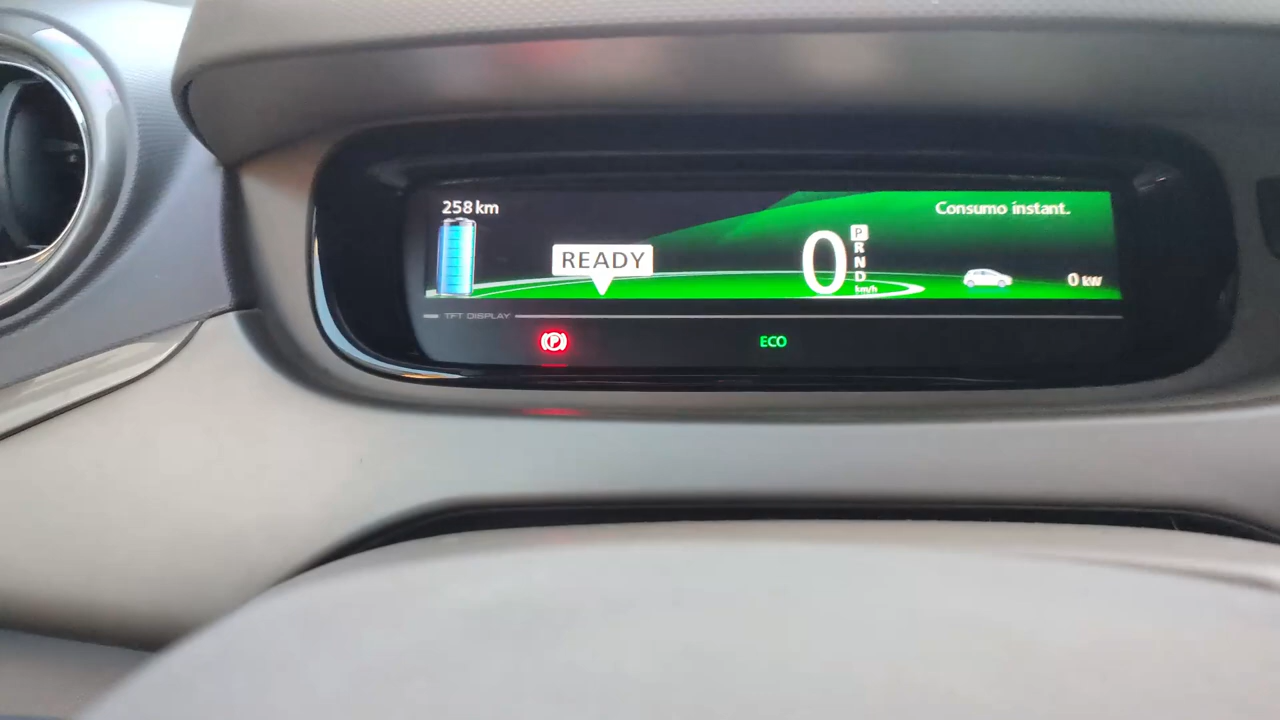 258 km
Consumo instant.
READY
0
P
R
N
D
km/h
0 kW
TFT DISPLAY
P
ECO